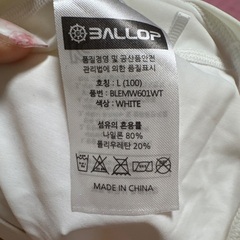 BALLOP
품질경영 및 공산품안전
관리법에 의한 품질표시
호칭 : L (100)
품번 : BLEMW601WT
색상 : WHITE
섬유의 혼용률
나일론 80%
폴리우레탄 20%
MADE IN CHINA